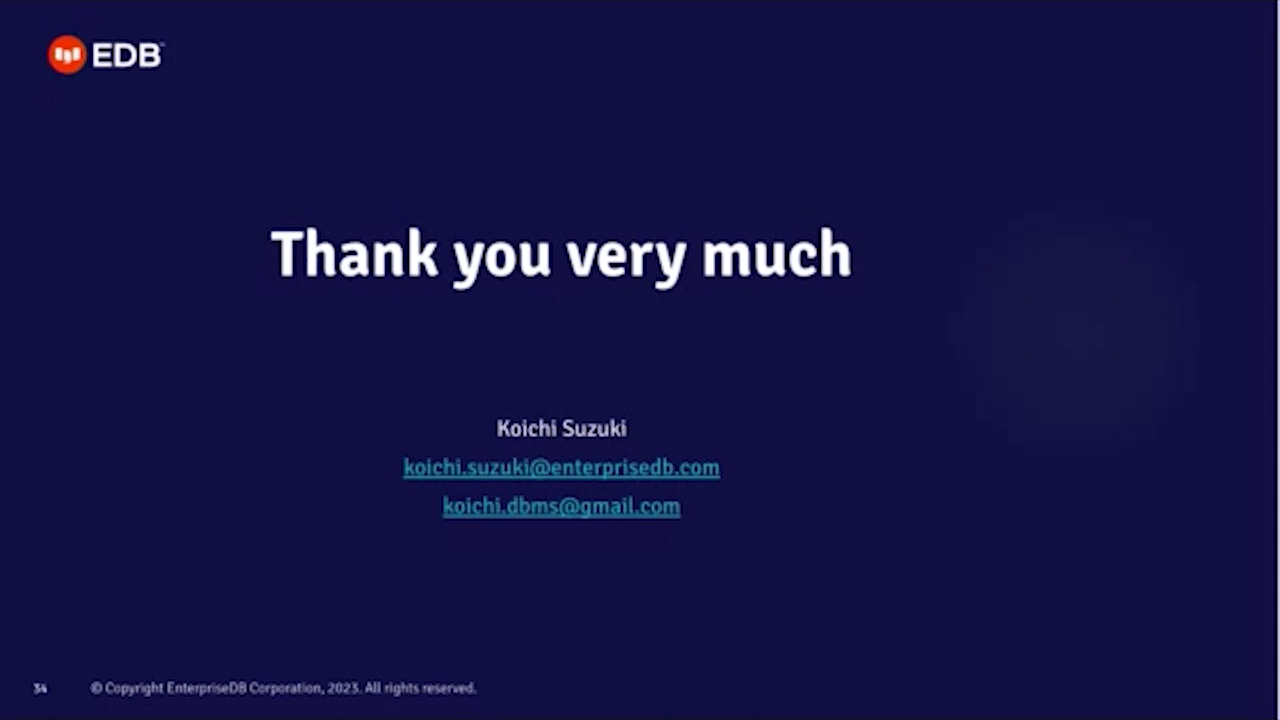 EDB
Thank you very much
Koichi Suzuki
koichi.suzuki@enterprisedb.com
koichi.dbms@gmail.com
34 © Copyright EnterpriseDB Corporation, 2023. All rights reserved.